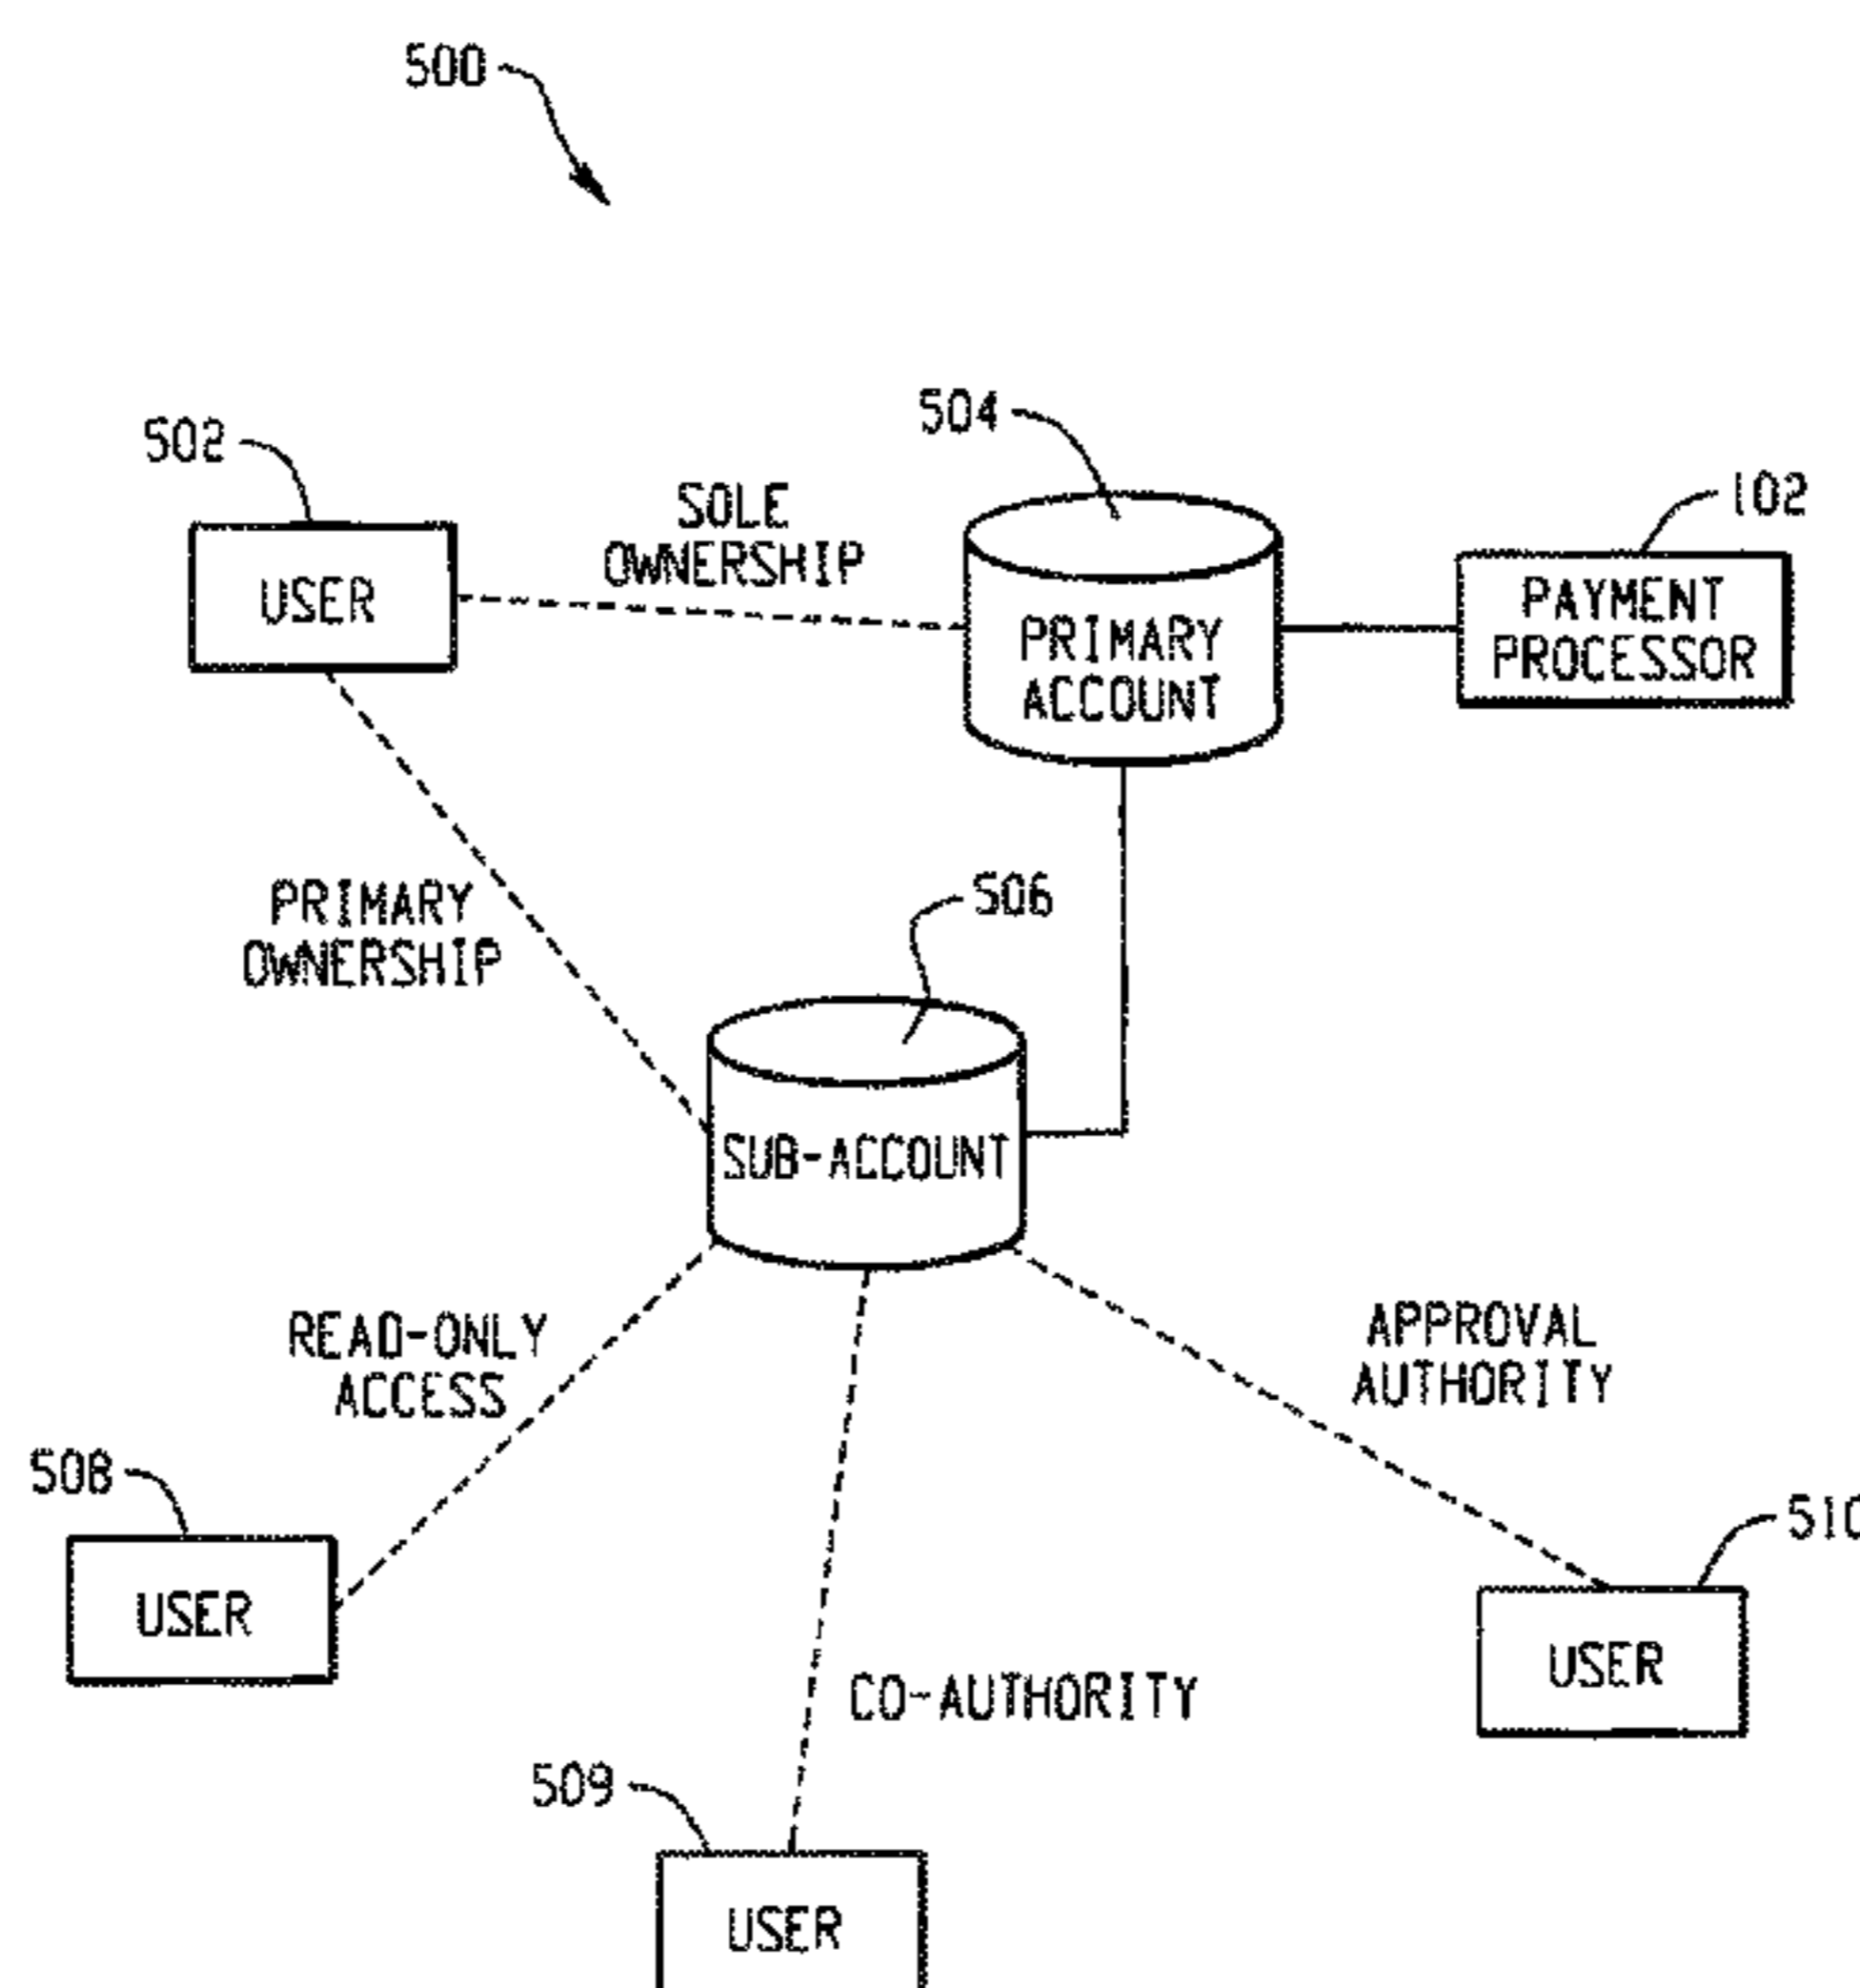 500
502
504
102
SOLE
OWNERSHIP
USER
PRIMARY
ACCOUNT
PAYMENT
PROCESSOR
PRIMARY
OWNERSHIP
506
SUB-ACCOUNT
READ-ONLY
ACCESS
APPROVAL
AUTHORITY
508
510
USER
USER
CO-AUTHORITY
509
USER